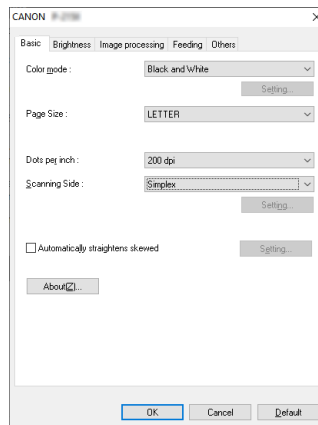 CANON
Basic Brightness Image processing Feeding Others
Color mode : Black and White
Setting...
Page Size : LETTER
Dots per inch : 200 dpi
Scanning Side : Simplex
Setting...
Automatically straightens skewed Setting...
About(Z)...
OK Cancel Default